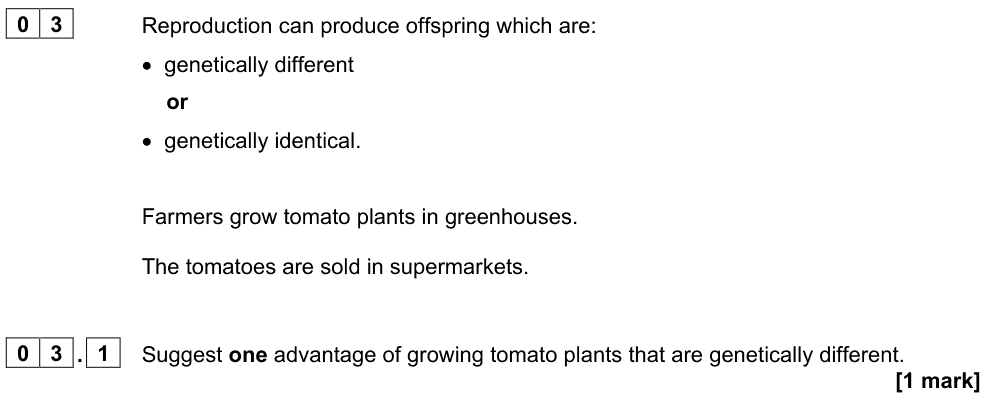 0 3 Reproduction can produce offspring which are:
• genetically different
or
• genetically identical.
Farmers grow tomato plants in greenhouses.
The tomatoes are sold in supermarkets.
0 3 . 1 Suggest one advantage of growing tomato plants that are genetically different.
[1 mark]